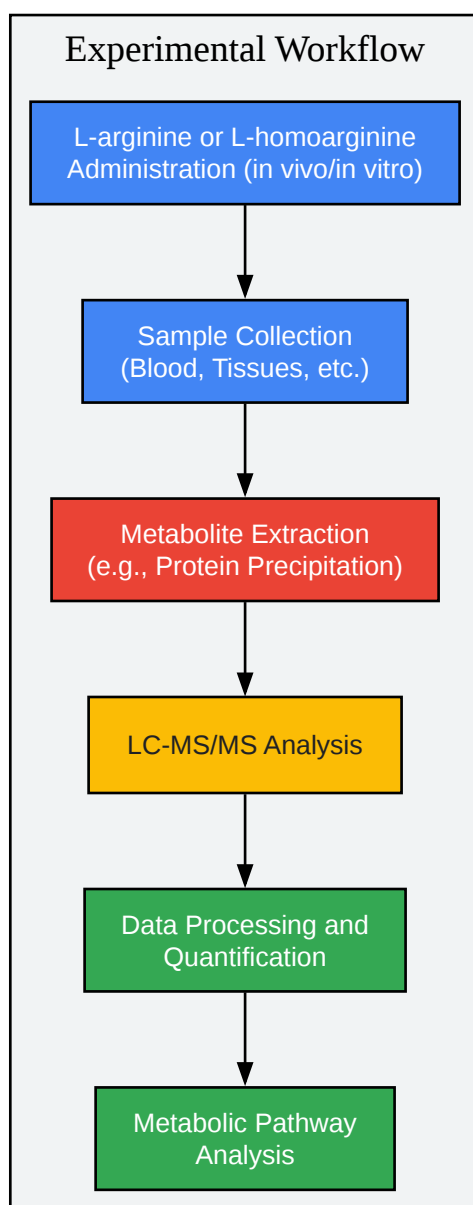 Experimental Workflow
L-arginine or L-homoarginine
Administration (in vivo/in vitro)
Sample Collection
(Blood, Tissues, etc.)
Metabolite Extraction
(e.g., Protein Precipitation)
LC-MS/MS Analysis
Data Processing and
Quantification
Metabolic Pathway
Analysis